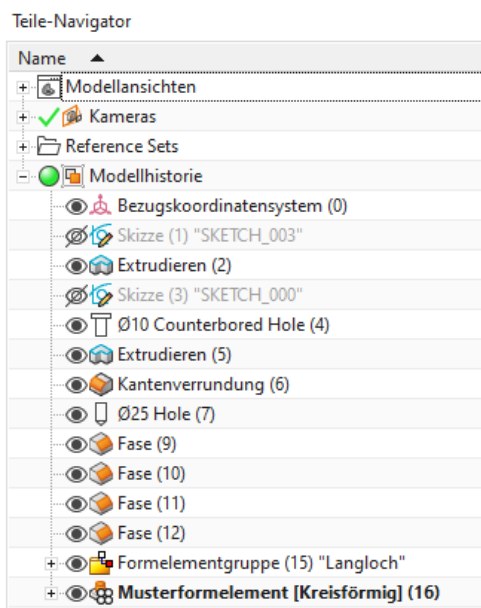 Teile-Navigator
Name
Modellansichten
Kameras
Reference Sets
Modellhistorie
Bezugskoordinatensystem (0)
Skizze (1) "SKETCH_003"
Extrudieren (2)
Skizze (3) "SKETCH_000"
Ø10 Counterbored Hole (4)
Extrudieren (5)
Kantenverrundung (6)
Ø25 Hole (7)
Fase (9)
Fase (10)
Fase (11)
Fase (12)
Formelementgruppe (15) "Langloch"
Musterformelement [Kreisförmig] (16)